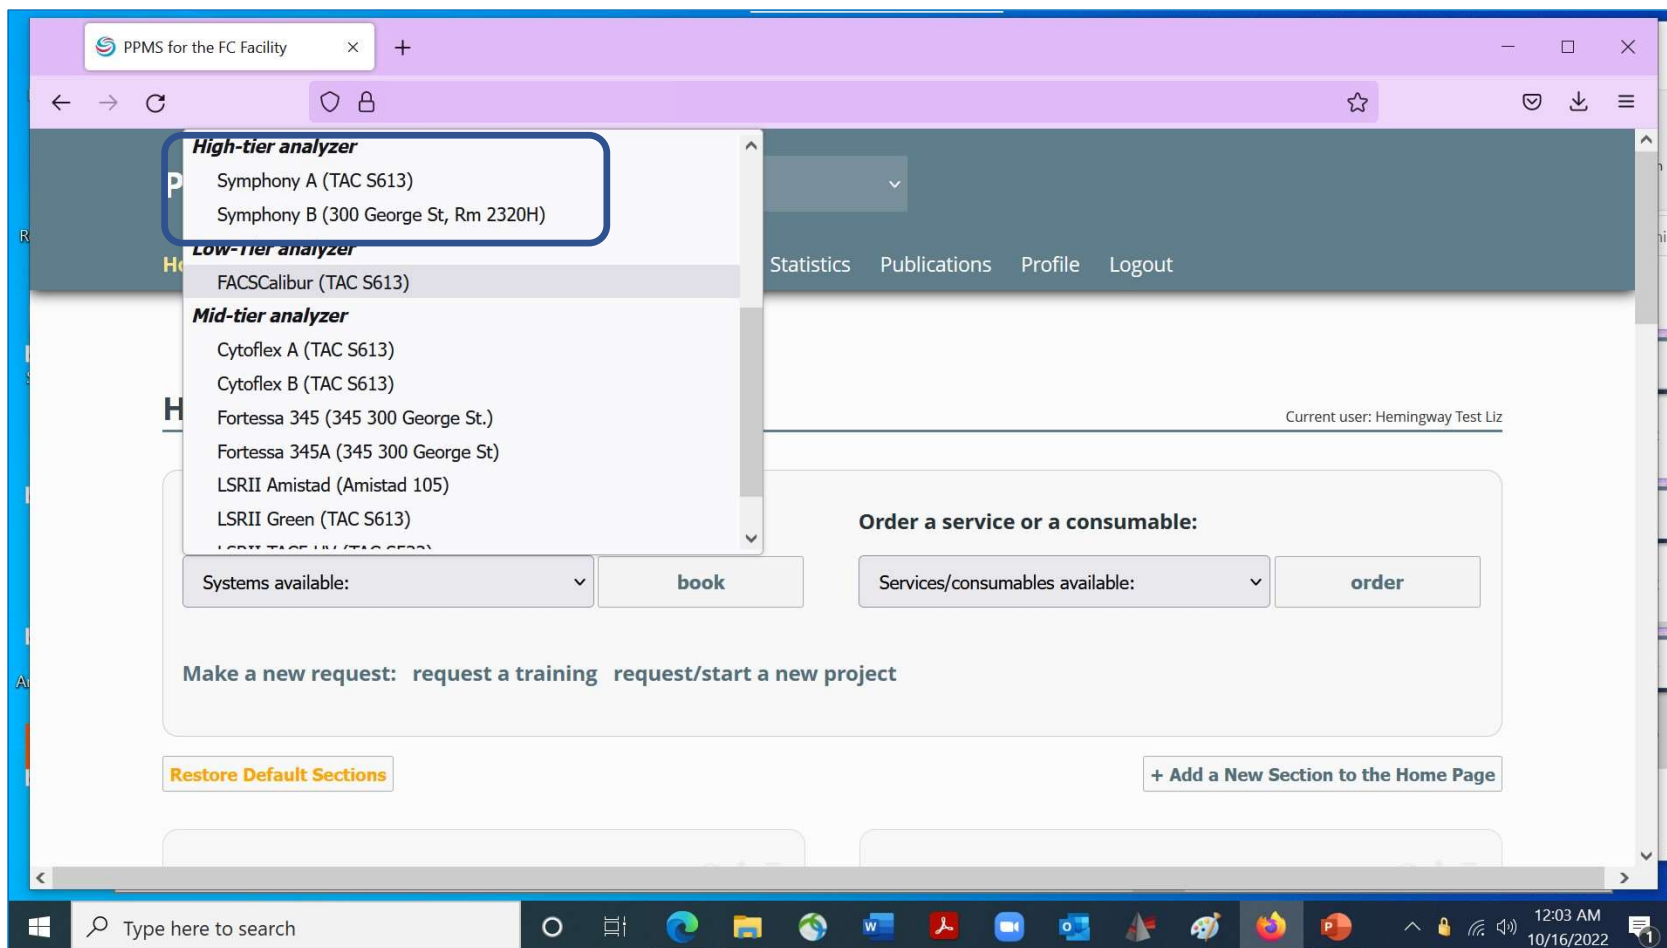 PPMS for the FC Facility
High-tier analyzer
Symphony A (TAC S613)
P
Symphony B (300 George St, Rm 2320H)
Low-Tier analyzer
Statistics Publications Profile Logout
FACSCalibur (TAC S613)
Mid-tier analyzer
Cytoflex A (TAC S613)
Cytoflex B (TAC S613)
H
Fortessa 345 (345 300 George St.)
Current user: Hemingway Test Liz
Fortessa 345A (345 300 George St)
LSRII Amistad (Amistad 105)
LSRII Green (TAC S613)
Order a service or a consumable:
Systems available:
book
Services/consumables available:
order
Make a new request: request a training request/start a new project
Restore Default Sections
+ Add a New Section to the Home Page
Type here to search
12:03 AM
10/16/2022
1